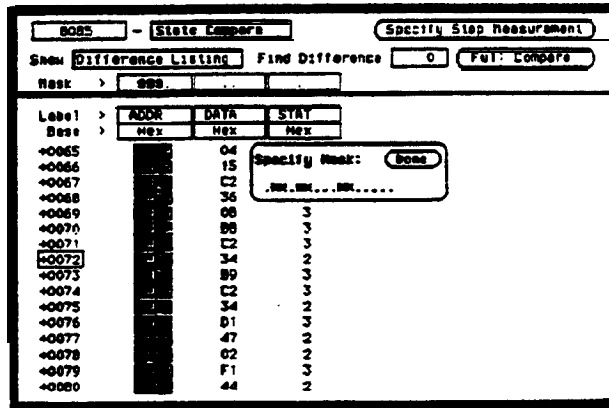 8085 - State Compare Specify Stop Measurement
Show Difference Listing Find Difference 0 Full Compare
Mask >
Label > ADDR DATA STAT
Base > Hex Hex Hex
+0065 04
+0066 15
+0067 C2
+0068 36
Specify Mask: Done
+0069 08 3
+0070 B8 3
+0071 C2 3
+0072 34 2
+0073 B9 3
+0074 C2 3
+0075 34 2
+0076 D1 3
+0077 47 2
+0078 02 2
+0079 F1 3
+0080 44 2